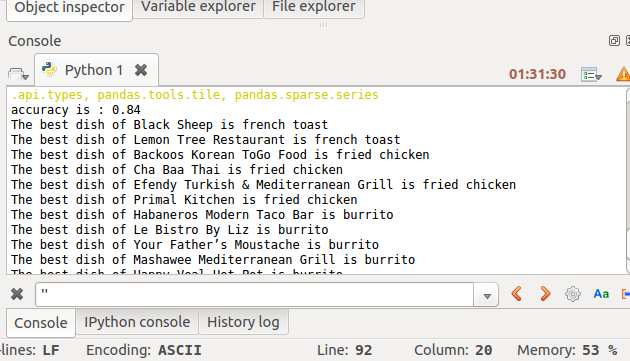 Object inspector Variable explorer File explorer
Console
Python 1 01:31:30
.api.types, pandas.tools.tile, pandas.sparse.series
accuracy is : 0.84
The best dish of Black Sheep is french toast
The best dish of Lemon Tree Restaurant is french toast
The best dish of Backoos Korean ToGo Food is fried chicken
The best dish of Cha Baa Thai is fried chicken
The best dish of Efendy Turkish & Mediterranean Grill is fried chicken
The best dish of Primal Kitchen is fried chicken
The best dish of Habaneros Modern Taco Bar is burrito
The best dish of Le Bistro By Liz is burrito
The best dish of Your Father’s Moustache is burrito
The best dish of Mashawee Mediterranean Grill is burrito
The best dish of Happy Veal Hot Pot is burrito
" Aa
Console IPython console History log
-lines: LF Encoding: ASCII Line: 92 Column: 20 Memory: 53 %